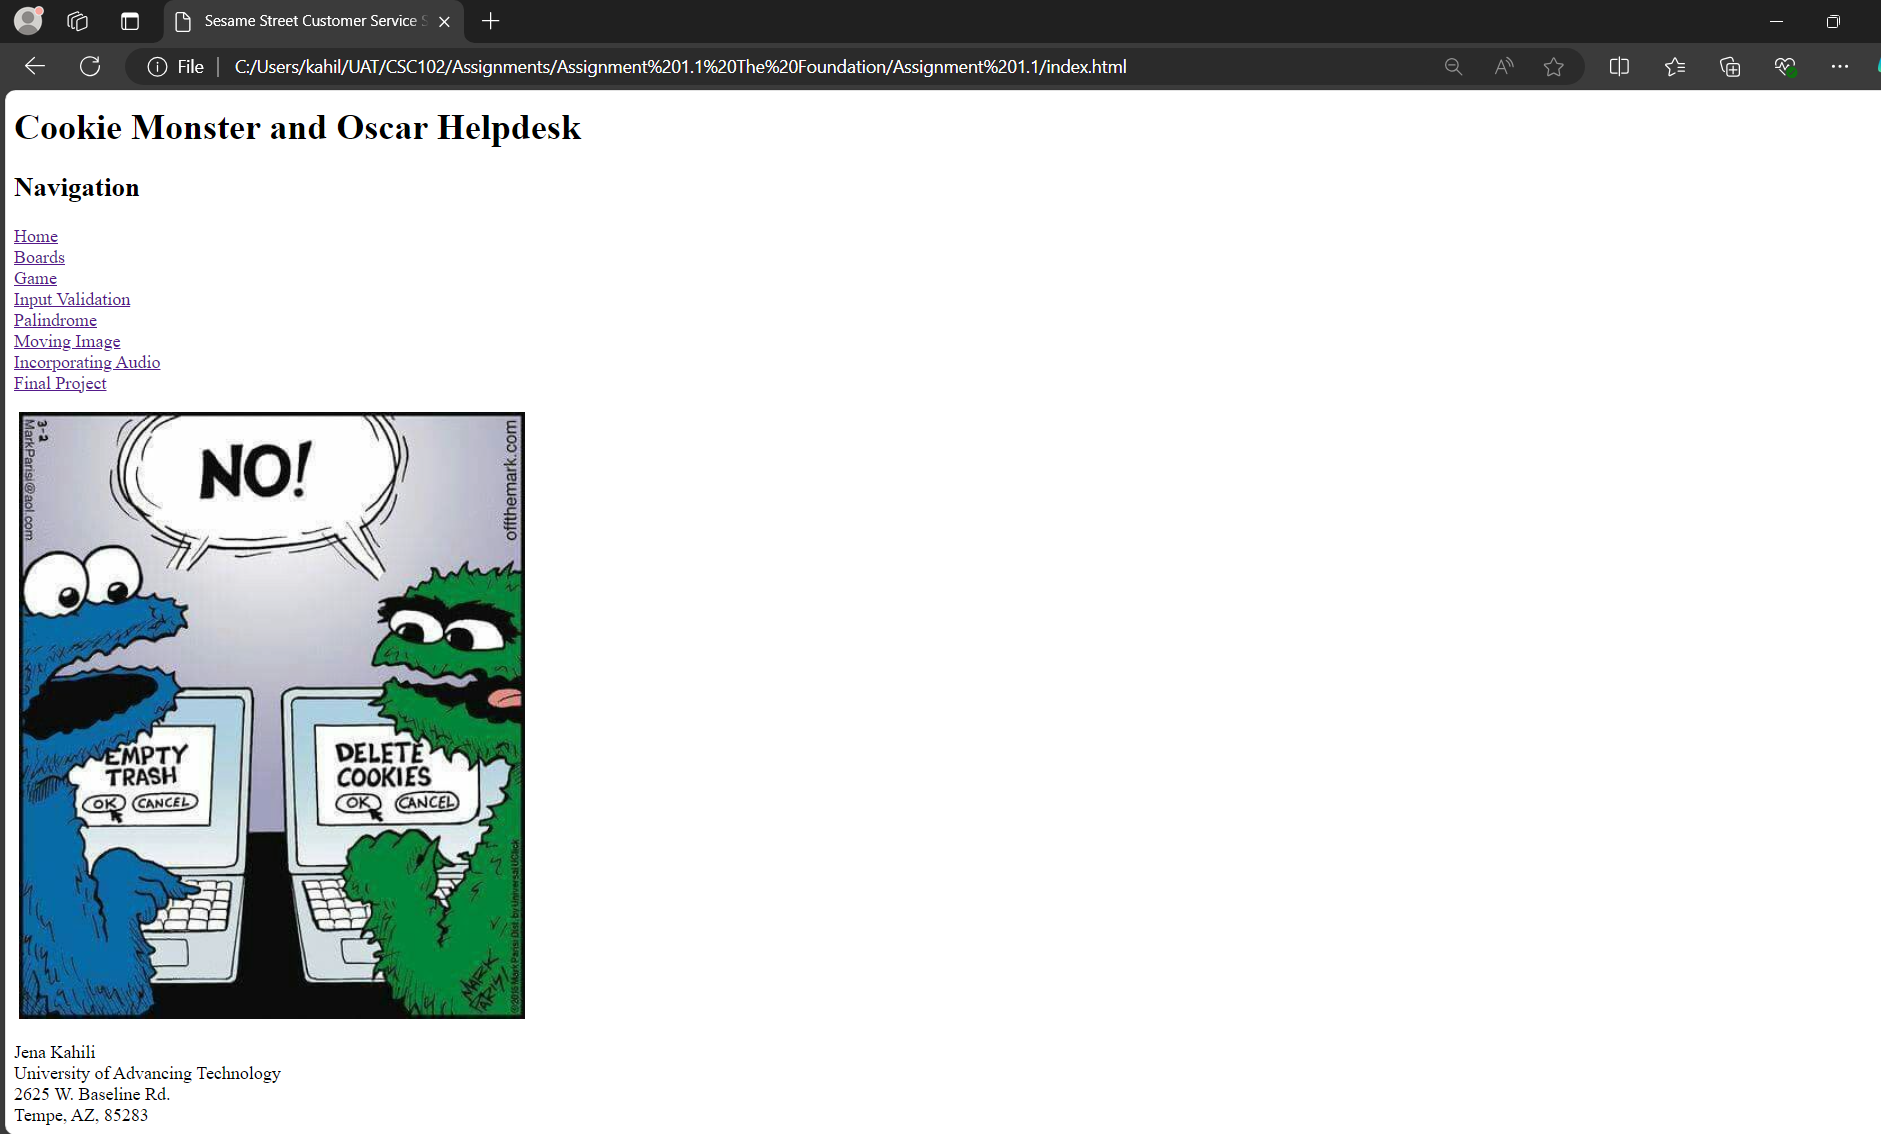 Sesame Street Customer Service
File
C:/Users/kahil/UAT/CSC102/Assignments/Assignment%201.1%20The%20Foundation/Assignment%201.1/index.html
Cookie Monster and Oscar Helpdesk
Navigation
Home
Boards
Game
Input Validation
Palindrome
Moving Image
Incorporating Audio
Final Project
3-2
MarkParisi@aol.com
NO!
offthemark.com
EMPTY
TRASH
OK CANCEL
DELETE
COOKIES
OK CANCEL
MARK
PARISI
Mark Parisi Dist. by Universal UClick
Jena Kahili
University of Advancing Technology
2625 W. Baseline Rd.
Tempe, AZ, 85283